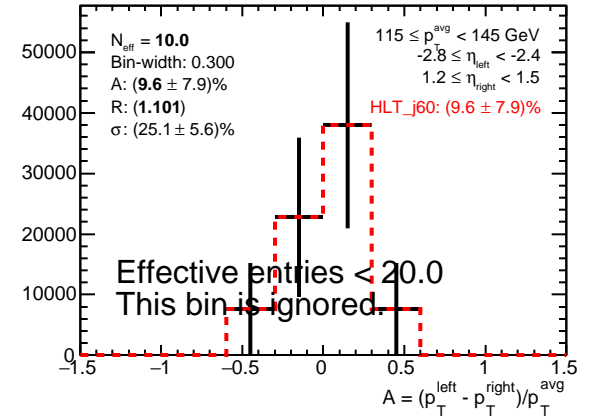 N_eff = 10.0
Bin-width: 0.300
A: (9.6 ± 7.9)%
R: (1.101)
σ: (25.1 ± 5.6)%
115 ≤ p_T^avg < 145 GeV
-2.8 ≤ η_left < -2.4
1.2 ≤ η_right < 1.5
HLT_j60: (9.6 ± 7.9)%
50000
40000
30000
20000
10000
0
Effective entries < 20.0
This bin is ignored.
−1.5 −1 −0.5 0 0.5 1 1.5
A = (p_T^left - p_T^right)/p_T^avg